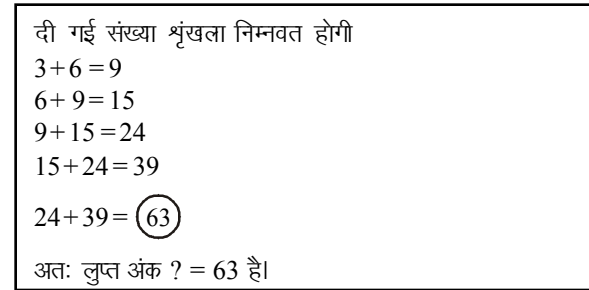 दी गई संख्या शृंखला निम्नवत होगी
3+6=9
6+9=15
9+15=24
15+24=39
24+39= 63
अतः लुप्त अंक ? = 63 है।